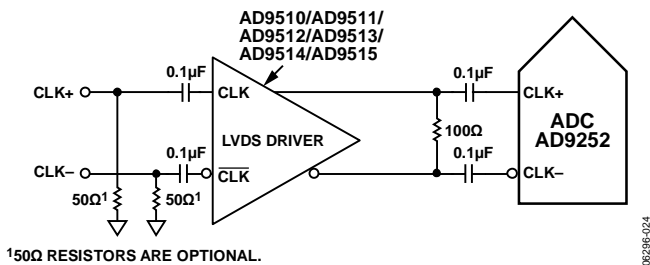 AD9510/AD9511/
AD9512/AD9513/
AD9514/AD9515
0.1µF
0.1µF
CLK+
CLK
CLK+
ADC
AD9252
LVDS DRIVER
100Ω
0.1µF
0.1µF
CLK–
CLK
CLK–
50Ω¹
50Ω¹
¹50Ω RESISTORS ARE OPTIONAL.
06296-024